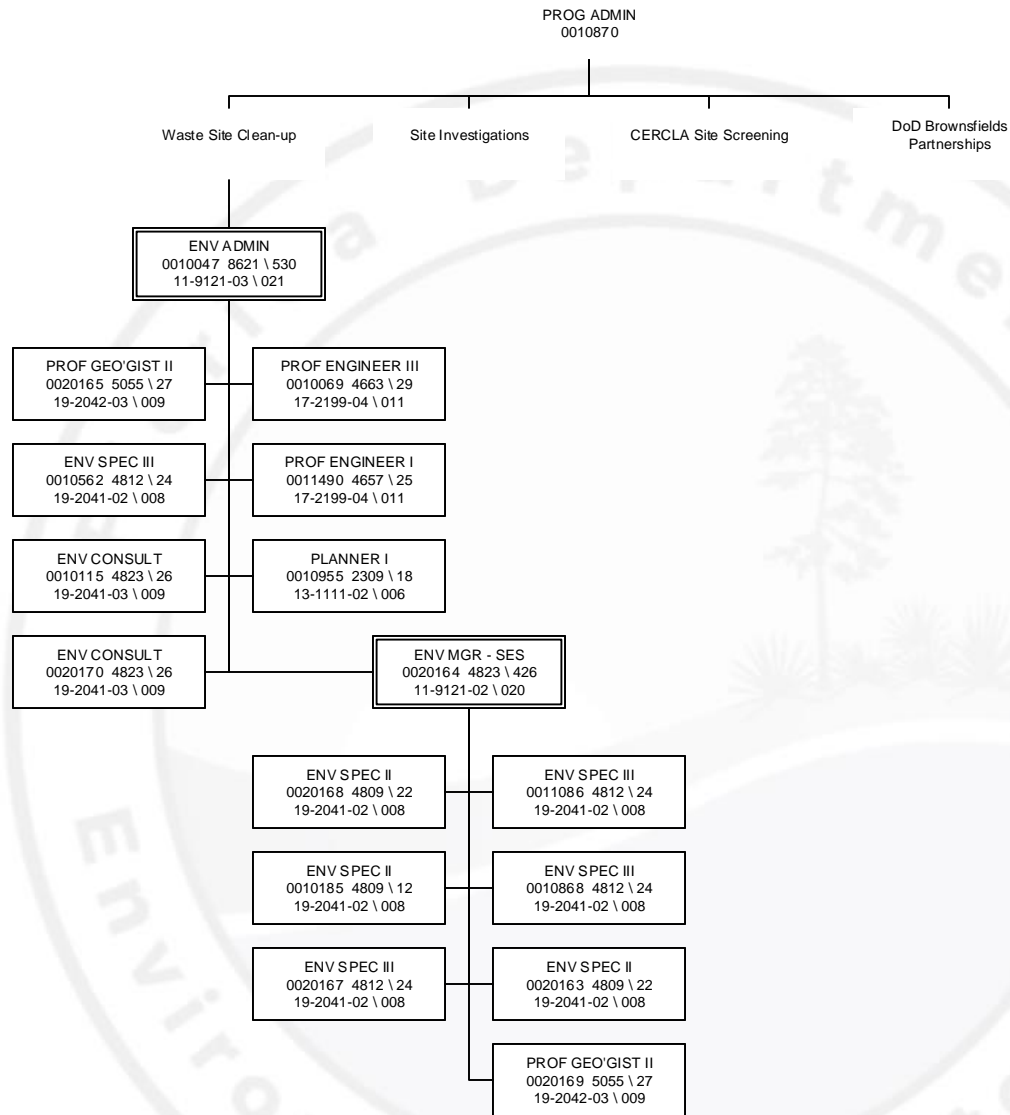 PROG ADMIN
0010870
Waste Site Clean-up
Site Investigations
CERCLA Site Screening
DoD Brownsfields
Partnerships
ENV ADMIN
0010047 8621 \ 530
11-9121-03 \ 021
PROF GEO'GIST II
0020165 5055 \ 27
19-2042-03 \ 009
PROF ENGINEER III
0010069 4663 \ 29
17-2199-04 \ 011
ENV SPEC III
0010562 4812 \ 24
19-2041-02 \ 008
PROF ENGINEER I
0011490 4657 \ 25
17-2199-04 \ 011
ENV CONSULT
0010115 4823 \ 26
19-2041-03 \ 009
PLANNER I
0010955 2309 \ 18
13-1111-02 \ 006
ENV CONSULT
0020170 4823 \ 26
19-2041-03 \ 009
ENV MGR - SES
0020164 4823 \ 426
11-9121-02 \ 020
ENV SPEC II
0020168 4809 \ 22
19-2041-02 \ 008
ENV SPEC III
0011086 4812 \ 24
19-2041-02 \ 008
ENV SPEC II
0010185 4809 \ 12
19-2041-02 \ 008
ENV SPEC III
0010868 4812 \ 24
19-2041-02 \ 008
ENV SPEC III
0020167 4812 \ 24
19-2041-02 \ 008
ENV SPEC II
0020163 4809 \ 22
19-2041-02 \ 008
PROF GEO'GIST II
0020169 5055 \ 27
19-2042-03 \ 009